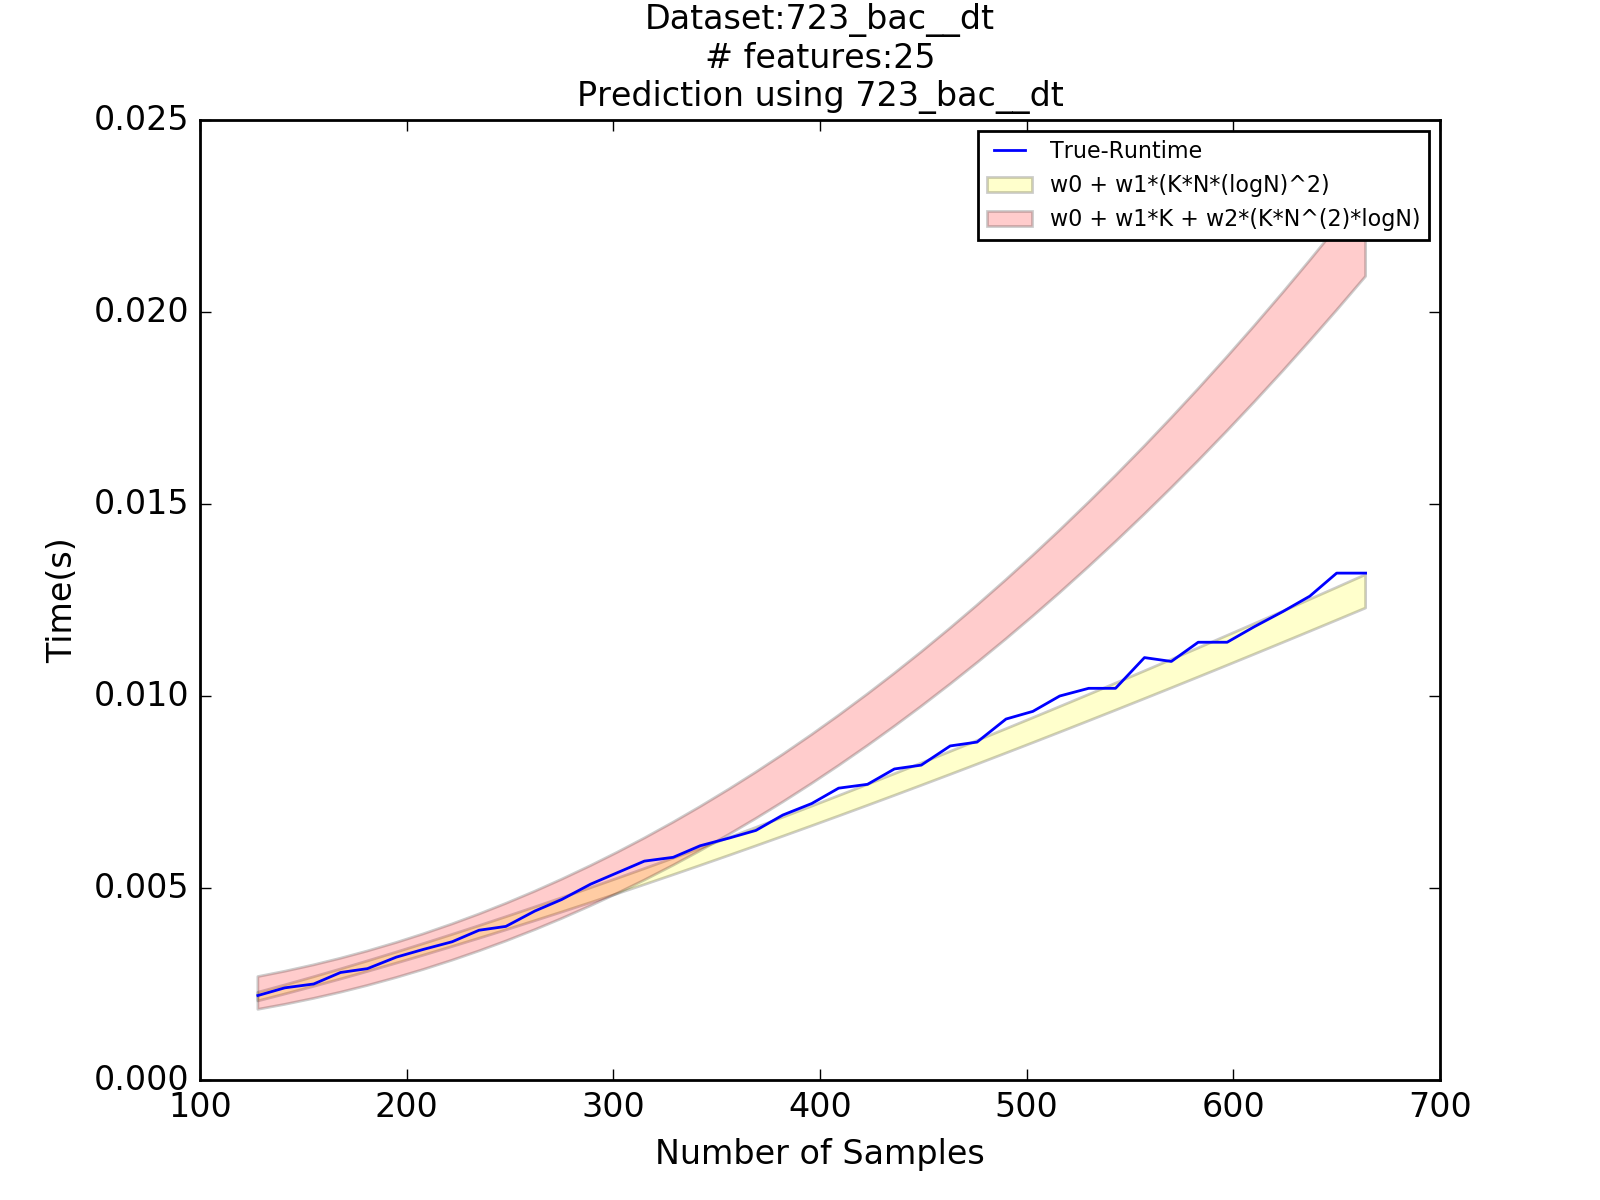 Dataset:723_bac__dt
# features:25
Prediction using 723_bac__dt
True-Runtime
w0 + w1*(K*N*(logN)^2)
w0 + w1*K + w2*(K*N^(2)*logN)
0.025
0.020
0.015
0.010
0.005
0.000
Time(s)
100 200 300 400 500 600 700
Number of Samples